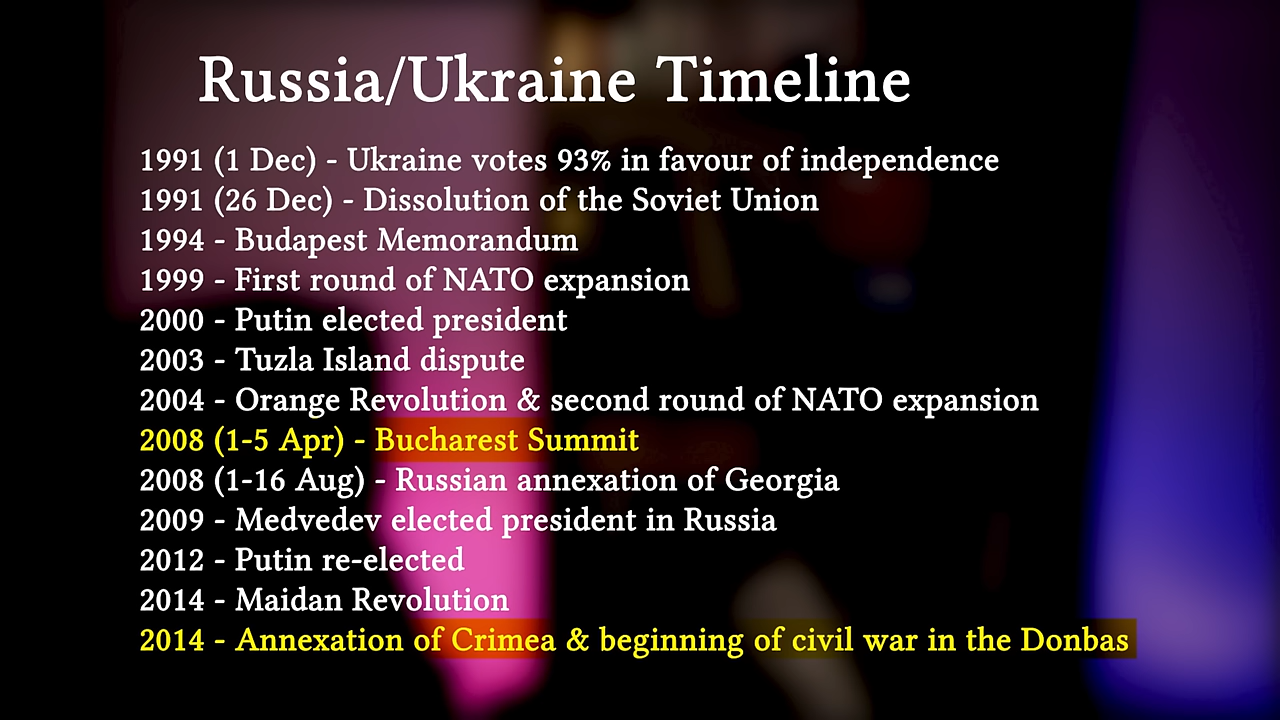 Russia/Ukraine Timeline
1991 (1 Dec) - Ukraine votes 93% in favour of independence
1991 (26 Dec) - Dissolution of the Soviet Union
1994 - Budapest Memorandum
1999 - First round of NATO expansion
2000 - Putin elected president
2003 - Tuzla Island dispute
2004 - Orange Revolution & second round of NATO expansion
2008 (1-5 Apr) - Bucharest Summit
2008 (1-16 Aug) - Russian annexation of Georgia
2009 - Medvedev elected president in Russia
2012 - Putin re-elected
2014 - Maidan Revolution
2014 - Annexation of Crimea & beginning of civil war in the Donbas